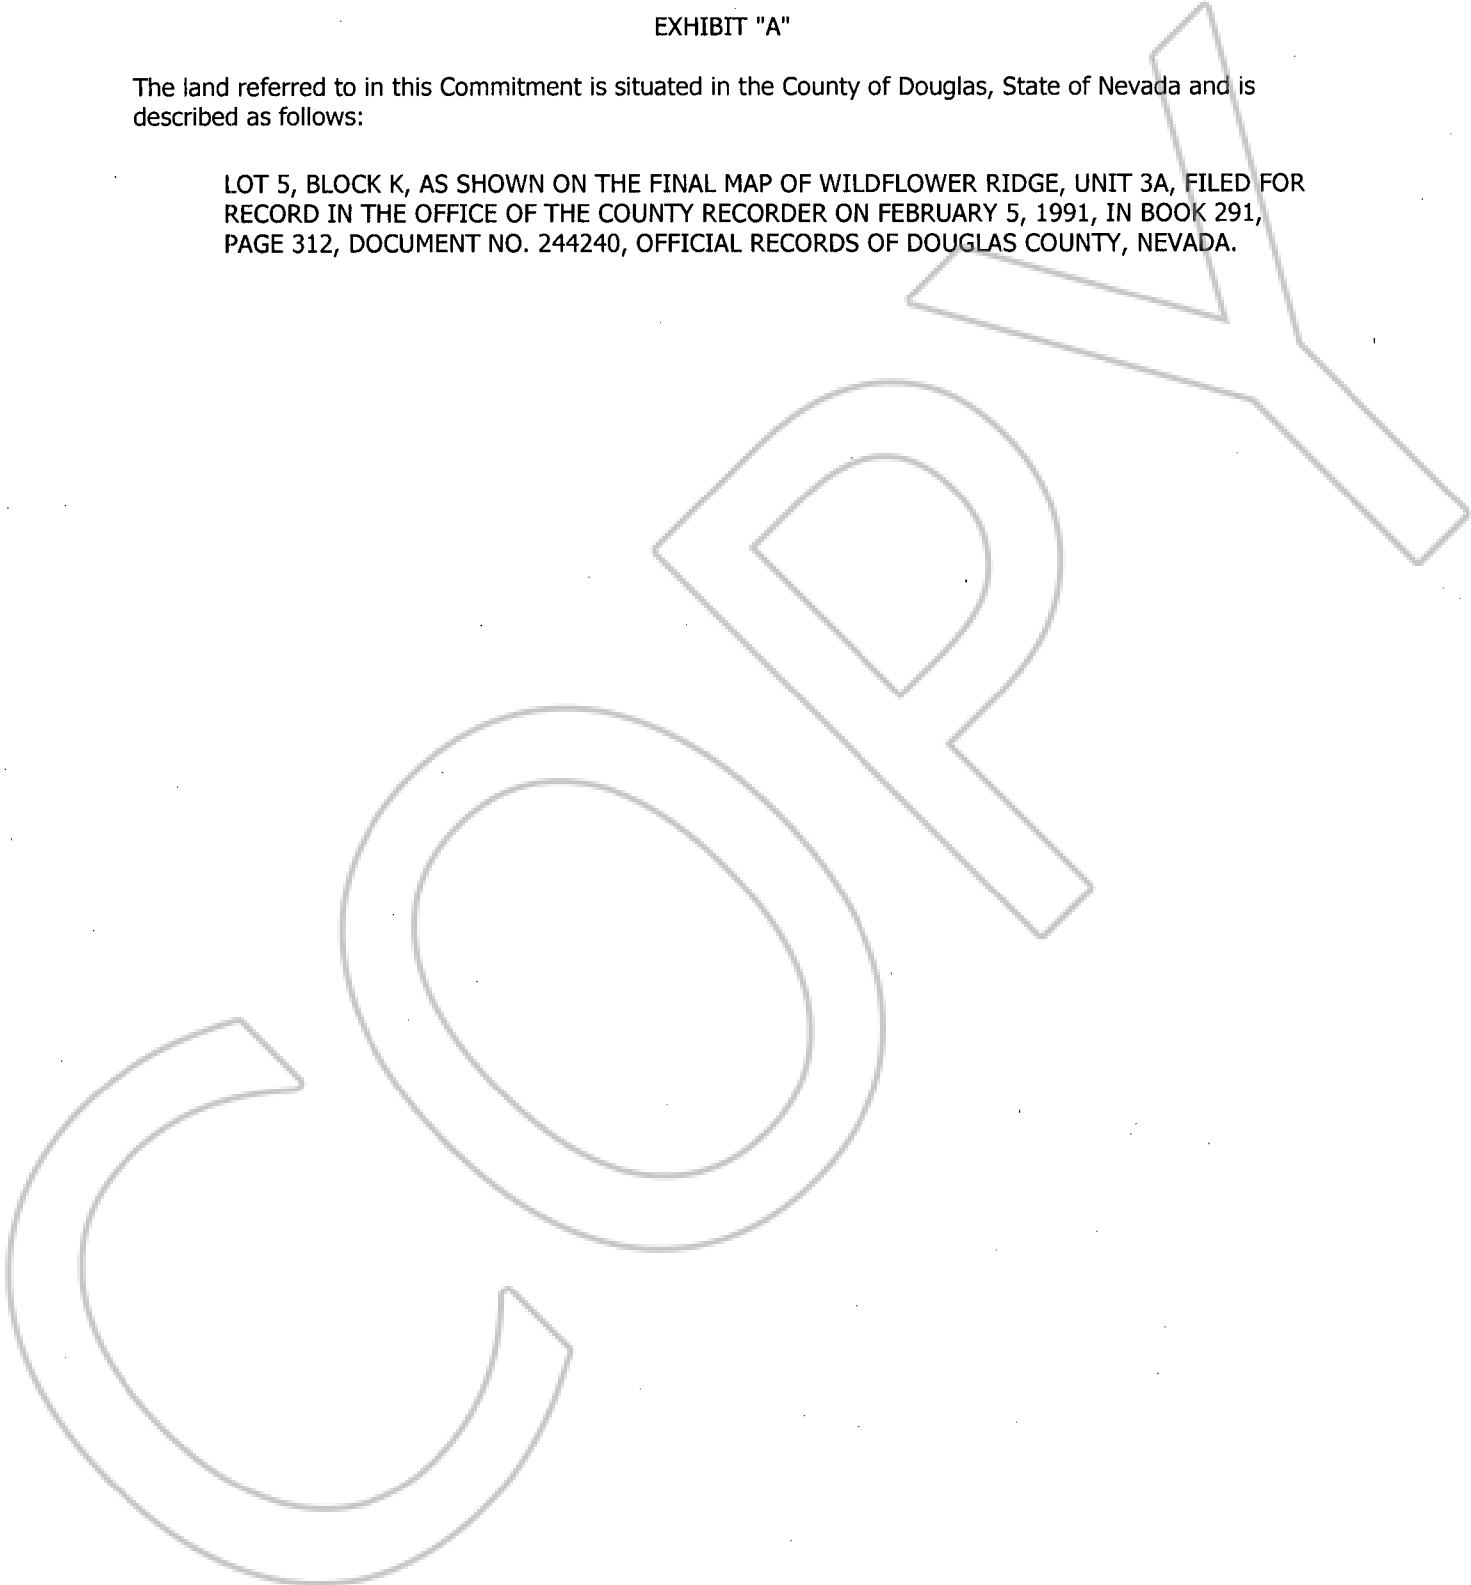 EXHIBIT "A"
The land referred to in this Commitment is situated in the County of Douglas, State of Nevada and is
described as follows:
LOT 5, BLOCK K, AS SHOWN ON THE FINAL MAP OF WILDFLOWER RIDGE, UNIT 3A, FILED FOR
RECORD IN THE OFFICE OF THE COUNTY RECORDER ON FEBRUARY 5, 1991, IN BOOK 291,
PAGE 312, DOCUMENT NO. 244240, OFFICIAL RECORDS OF DOUGLAS COUNTY, NEVADA.
COPY